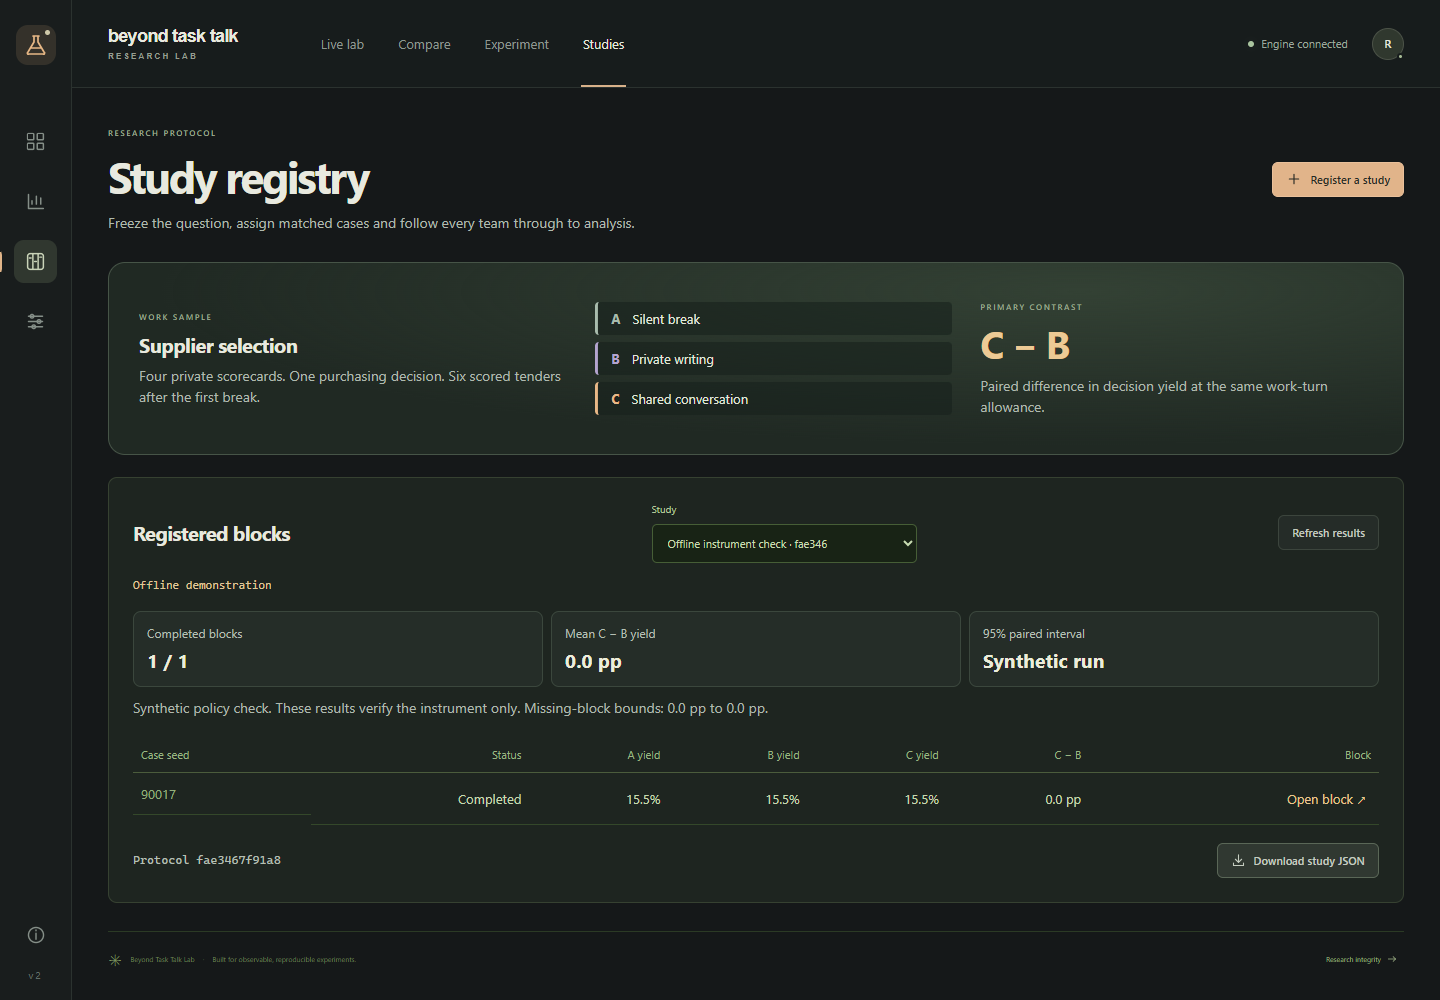 beyond task talk
RESEARCH LAB
Live lab
Compare
Experiment
Studies
Engine connected
R
RESEARCH PROTOCOL
Study registry
Register a study
Freeze the question, assign matched cases and follow every team through to analysis.
WORK SAMPLE
Supplier selection
Four private scorecards. One purchasing decision. Six scored tenders
after the first break.
A Silent break
B Private writing
C Shared conversation
PRIMARY CONTRAST
C – B
Paired difference in decision yield at the same work-turn
allowance.
Registered blocks
Study
Offline instrument check · fae346
Refresh results
Offline demonstration
Completed blocks
1 / 1
Mean C – B yield
0.0 pp
95% paired interval
Synthetic run
Synthetic policy check. These results verify the instrument only. Missing-block bounds: 0.0 pp to 0.0 pp.
Case seed Status A yield B yield C yield C – B Block
90017 Completed 15.5% 15.5% 15.5% 0.0 pp Open block ↗
Protocol fae3467f91a8
Download study JSON
v 2
Beyond Task Talk Lab · Built for observable, reproducible experiments.
Research integrity →